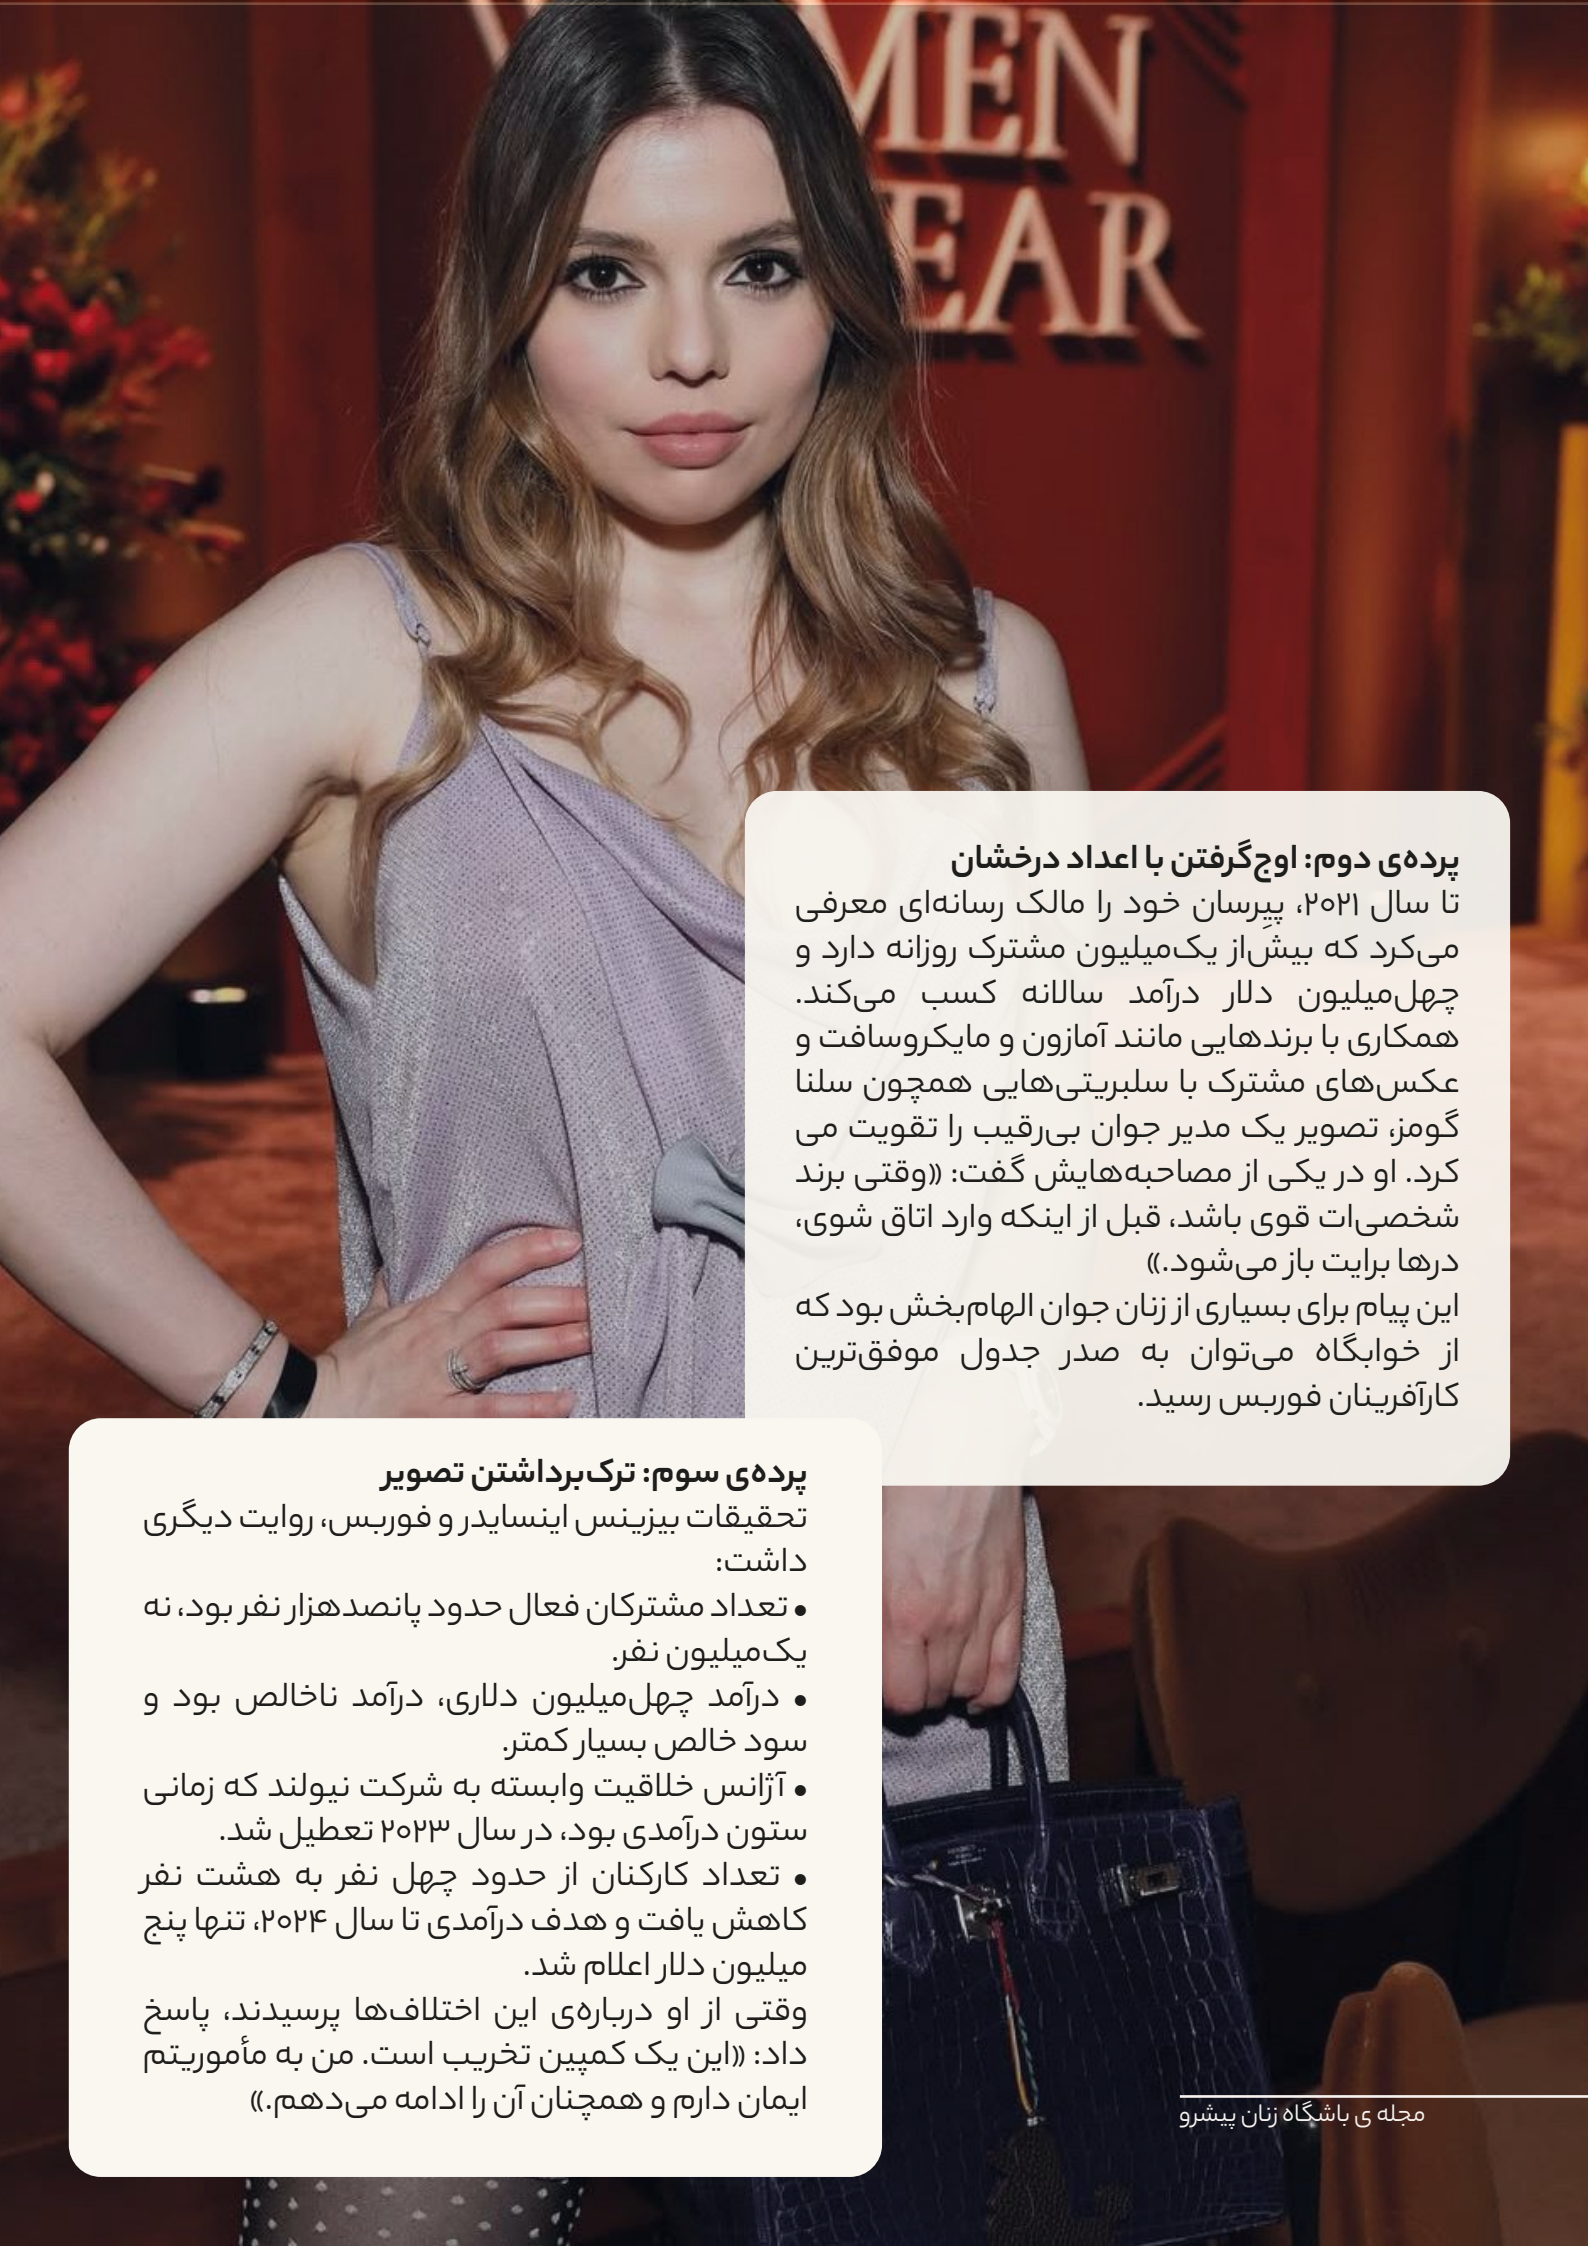 MEN
EAR
پرده‌ی دوم: اوج‌گرفتن با اعداد درخشان
تا سال ۲۰۲۱، پیِرسان خود را مالک رسانه‌ای معرفی
می‌کرد که بیش‌از یک‌میلیون مشترک روزانه دارد و
چهل‌میلیون دلار درآمد سالانه کسب می‌کند.
همکاری با برندهایی مانند آمازون و مایکروسافت و
عکس‌های مشترک با سلبریتی‌هایی همچون سلنا
گومز، تصویر یک مدیر جوان بی‌رقیب را تقویت می
کرد. او در یکی از مصاحبه‌هایش گفت: «وقتی برند
شخصی‌ات قوی باشد، قبل از اینکه وارد اتاق شوی،
درها برایت باز می‌شود.»
این پیام برای بسیاری از زنان جوان الهام‌بخش بود که
از خوابگاه می‌توان به صدر جدول موفق‌ترین
کارآفرینان فوربس رسید.
پرده‌ی سوم: ترک‌برداشتن تصویر
تحقیقات بیزینس اینسایدر و فوربس، روایت دیگری
داشت:
• تعداد مشترکان فعال حدود پانصدهزار نفر بود، نه
یک‌میلیون نفر.
• درآمد چهل‌میلیون دلاری، درآمد ناخالص بود و
سود خالص بسیار کمتر.
• آژانس خلاقیت وابسته به شرکت نیولند که زمانی
ستون درآمدی بود، در سال ۲۰۲۳ تعطیل شد.
• تعداد کارکنان از حدود چهل نفر به هشت نفر
کاهش یافت و هدف درآمدی تا سال ۲۰۲۴، تنها پنج
میلیون دلار اعلام شد.
وقتی از او درباره‌ی این اختلاف‌ها پرسیدند، پاسخ
داد: «این یک کمپین تخریب است. من به مأموریتم
ایمان دارم و همچنان آن را ادامه می‌دهم.»
مجله ی باشگاه زنان پیشرو